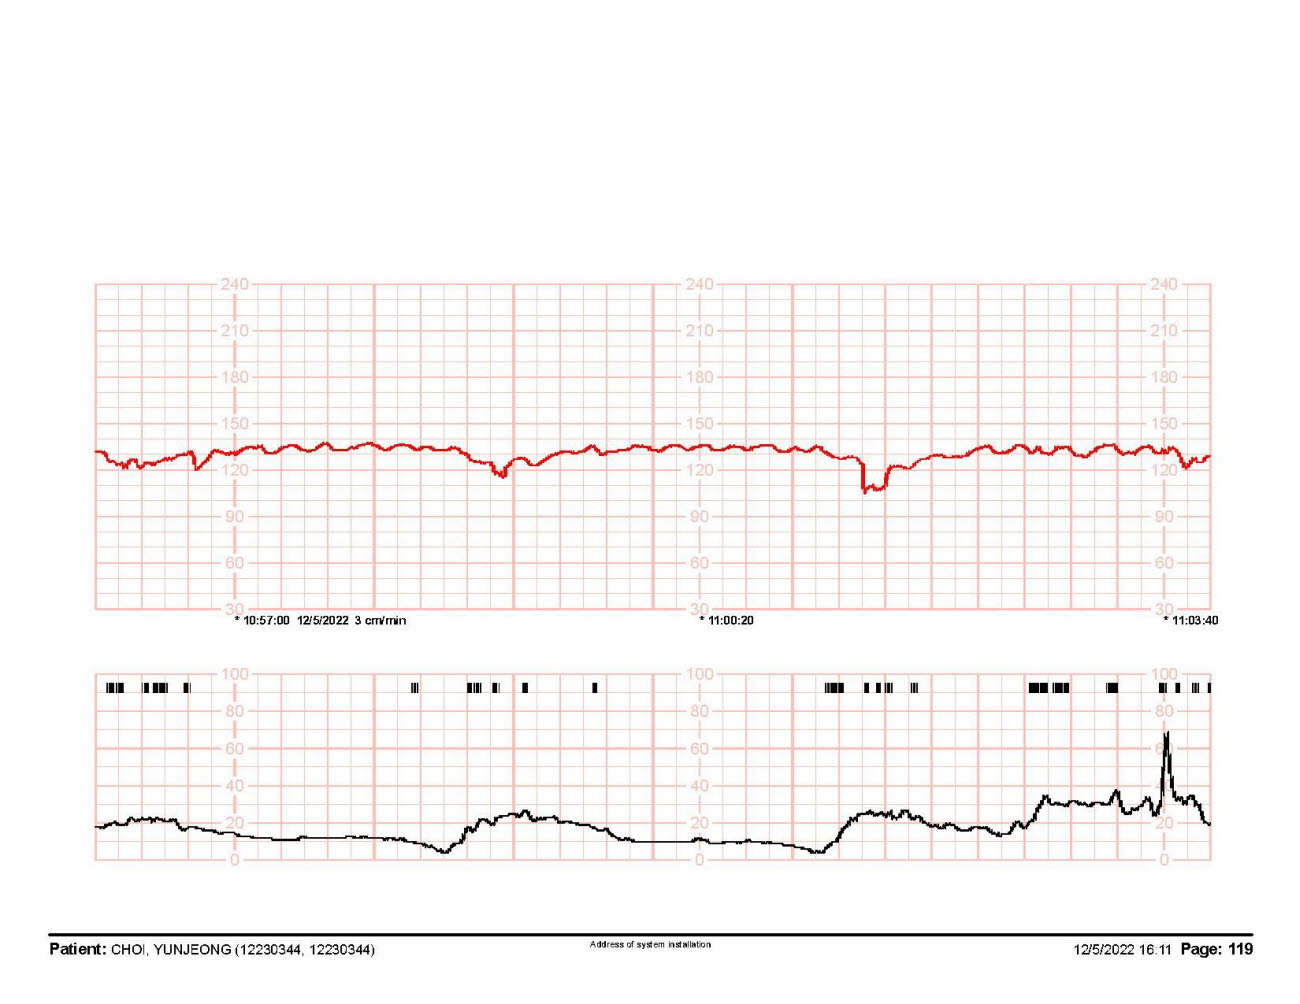 240 240 240
210 210 210
180 180 180
150 150 150
120 120 120
90 90 90
60 60 60
30 30 30
* 10:57:00 12/5/2022 3 cm/min * 11:00:20 * 11:03:40
100 100 100
80 80 80
60 60 60
40 40 40
20 20 20
0 0 0
Patient: CHOI, YUNJEONG (12230344, 12230344) Address of system installation 12/5/2022 16:11 Page: 119